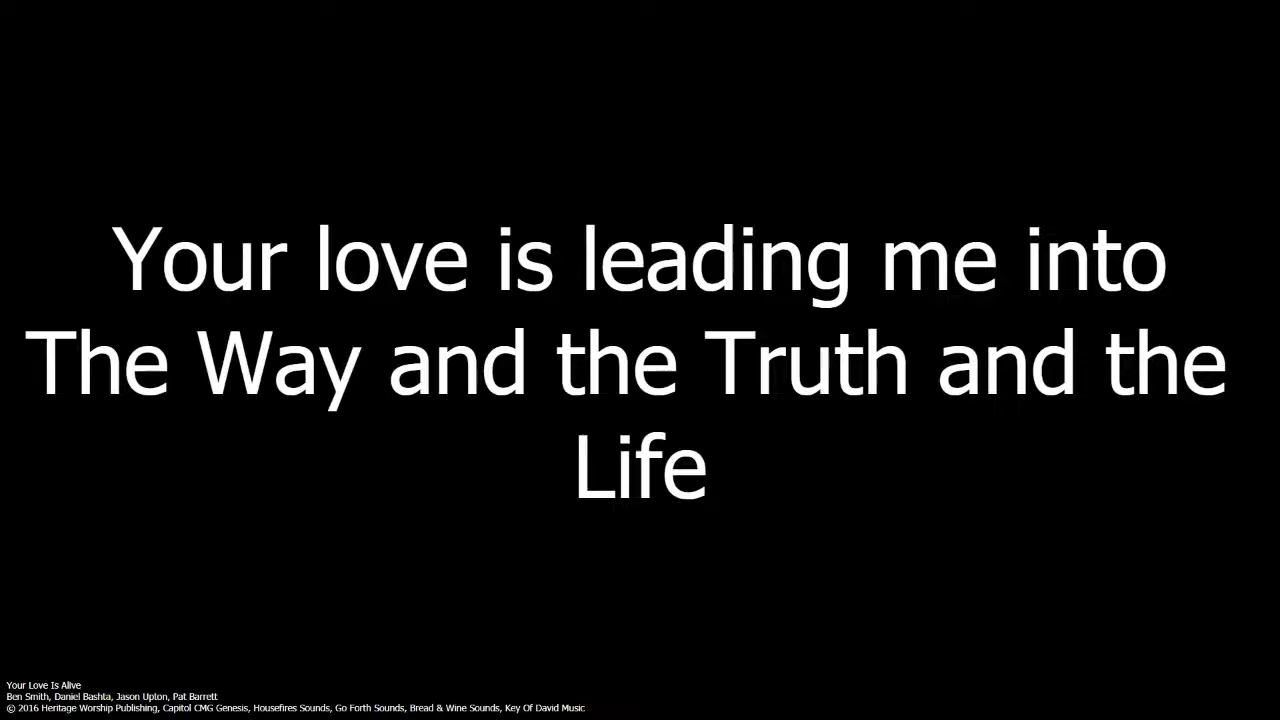 Your love is leading me into
The Way and the Truth and the
Life
Your Love Is Alive
Ben Smith, Daniel Bashta, Jason Upton, Pat Barrett
© 2016 Heritage Worship Publishing, Capitol CMG Genesis, Housefires Sounds, Go Forth Sounds, Bread & Wine Sounds, Key Of David Music